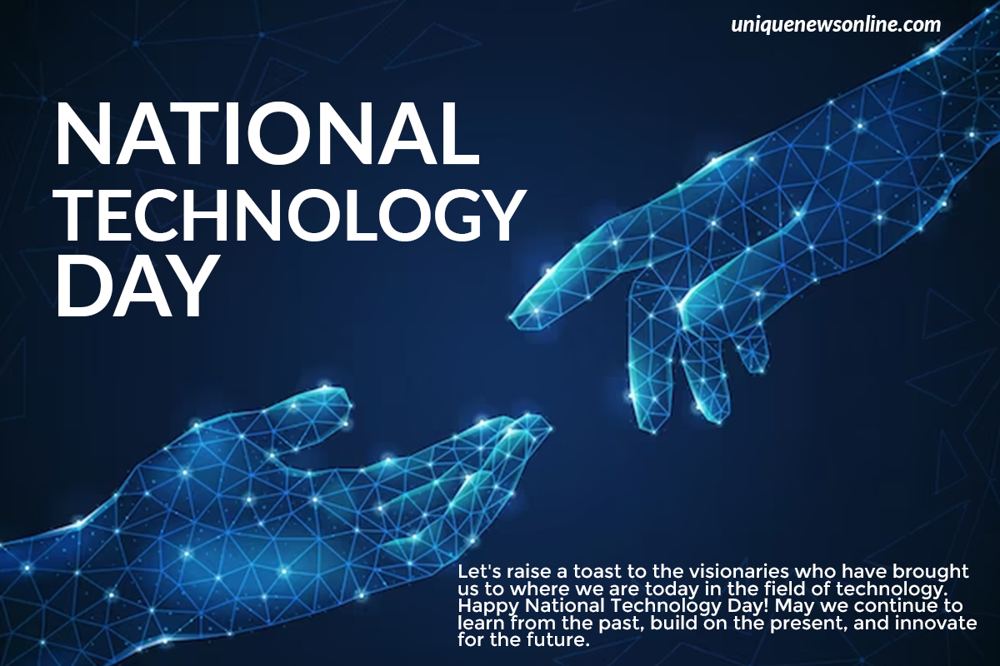 uniquenewsonline.com
NATIONAL
TECHNOLOGY
DAY
Let's raise a toast to the visionaries who have brought
us to where we are today in the field of technology.
Happy National Technology Day! May we continue to
learn from the past, build on the present, and innovate
for the future.